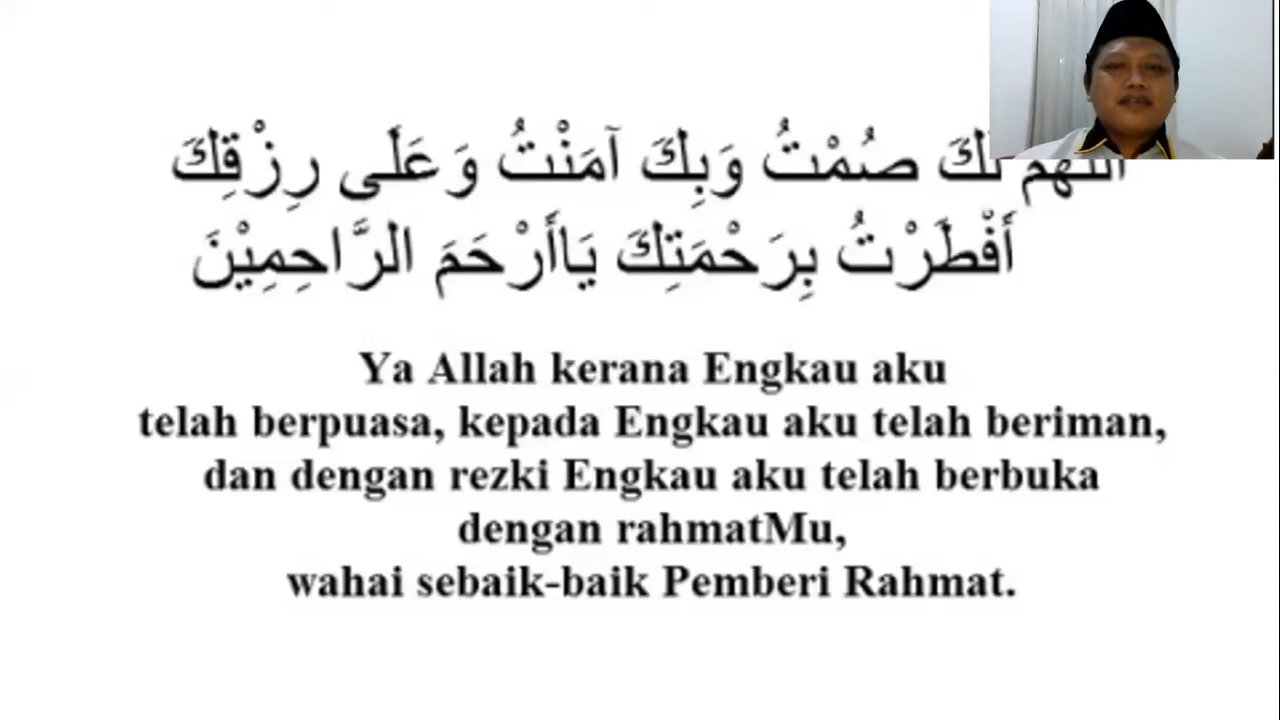 لَكَ صُمْتُ وَبِكَ آمَنْتُ وَعَلَى رِزْقِكَ
أَفْطَرْتُ بِرَحْمَتِكَ يَاأَرْحَمَ الرَّاحِمِيْنَ
Ya Allah kerana Engkau aku
telah berpuasa, kepada Engkau aku telah beriman,
dan dengan rezki Engkau aku telah berbuka
dengan rahmatMu,
wahai sebaik-baik Pemberi Rahmat.